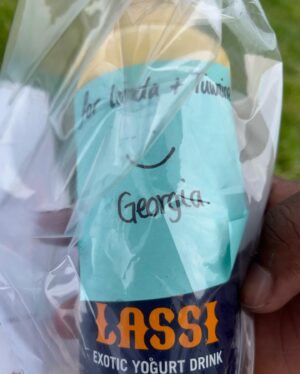 for + 
Georgia.
LASSI
EXOTIC YOGURT DRINK